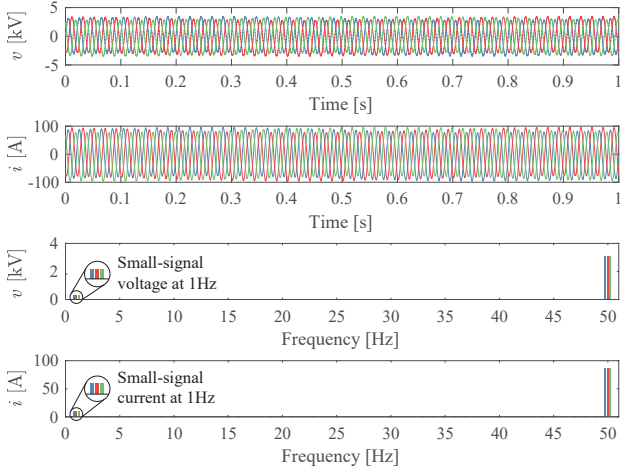 5
0
-5
v [kV]
0 0.1 0.2 0.3 0.4 0.5 0.6 0.7 0.8 0.9 1
Time [s]
100
0
-100
i [A]
0 0.1 0.2 0.3 0.4 0.5 0.6 0.7 0.8 0.9 1
Time [s]
4
2
0
v [kV]
Small-signal
voltage at 1Hz
0 5 10 15 20 25 30 35 40 45 50
Frequency [Hz]
100
50
0
i [A]
Small-signal
current at 1Hz
0 5 10 15 20 25 30 35 40 45 50
Frequency [Hz]